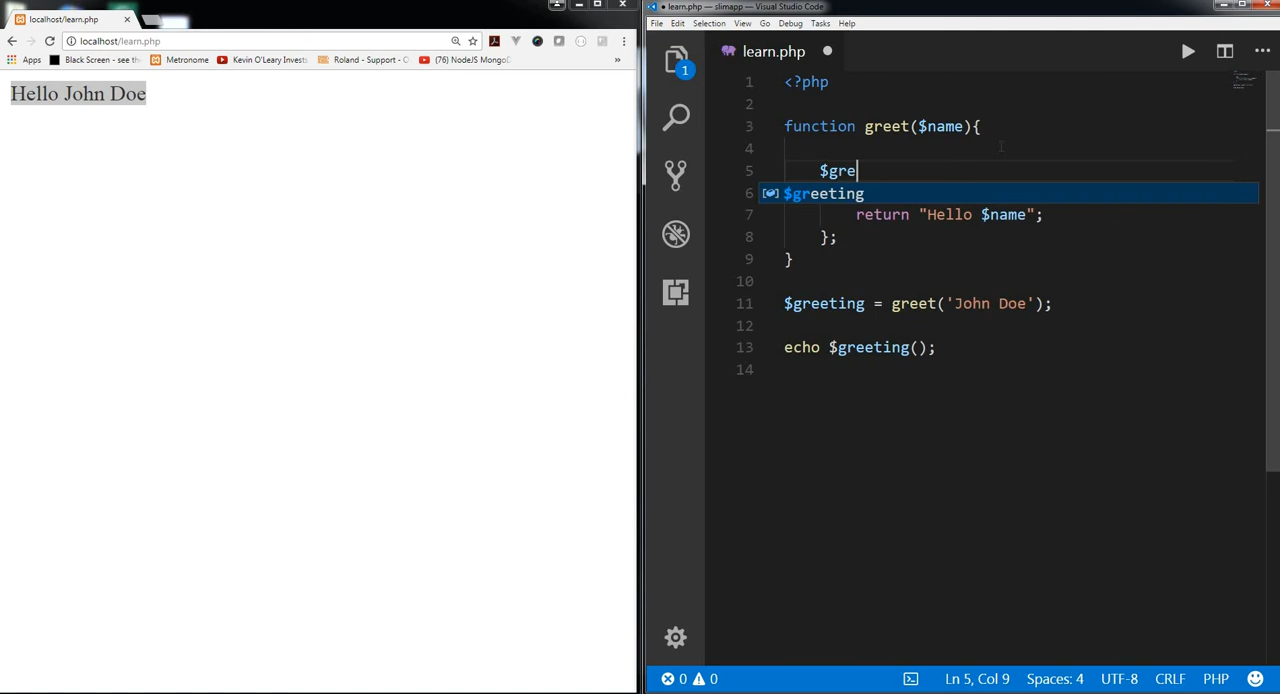 localhost/learn.php
localhost/learn.php
Apps
Black Screen - see the
Metronome
Kevin O'Leary Invests
Roland - Support - O
(76) NodeJS MongoD
»
Hello John Doe
● learn.php — slimapp — Visual Studio Code
File Edit Selection View Go Debug Tasks Help
1
learn.php
1 <?php
2
3 function greet($name){
4
5 $gre
6 $greeting
7 return "Hello $name";
8 };
9 }
10
11 $greeting = greet('John Doe');
12
13 echo $greeting();
14
0 0 Ln 5, Col 9 Spaces: 4 UTF-8 CRLF PHP